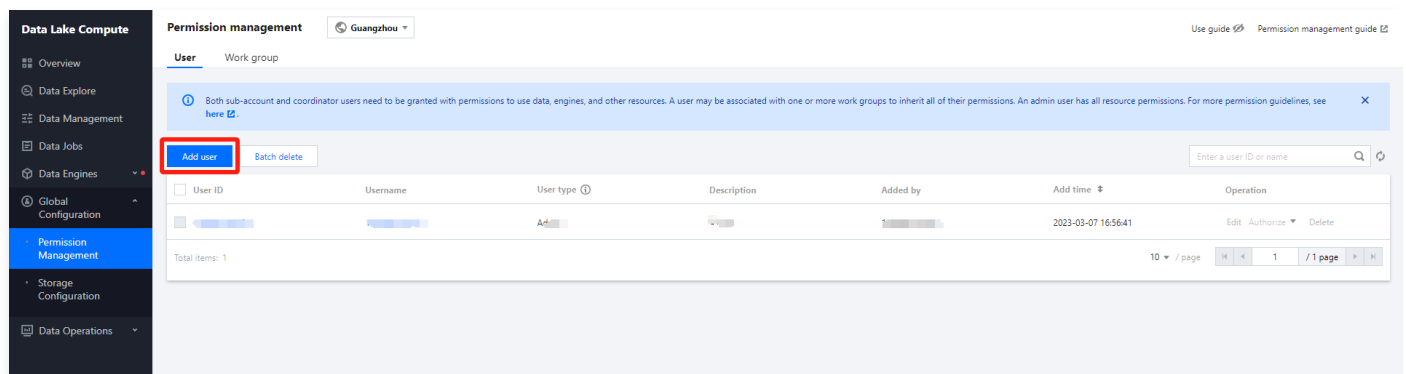 Data Lake Compute
Permission management
Guangzhou
Use guide
Permission management guide
User
Work group
Overview
Data Explore
Data Management
Data Jobs
Data Engines
Global
Configuration
Permission
Management
Storage
Configuration
Data Operations
Both sub-account and coordinator users need to be granted with permissions to use data, engines, and other resources. A user may be associated with one or more work groups to inherit all of their permissions. An admin user has all resource permissions. For more permission guidelines, see
here .
Add user
Batch delete
Enter a user ID or name
User ID
Username
User type
Description
Added by
Add time
Operation
2023-03-07 16:56:41
Edit
Authorize
Delete
Total items: 1
10 / page
1
/ 1 page